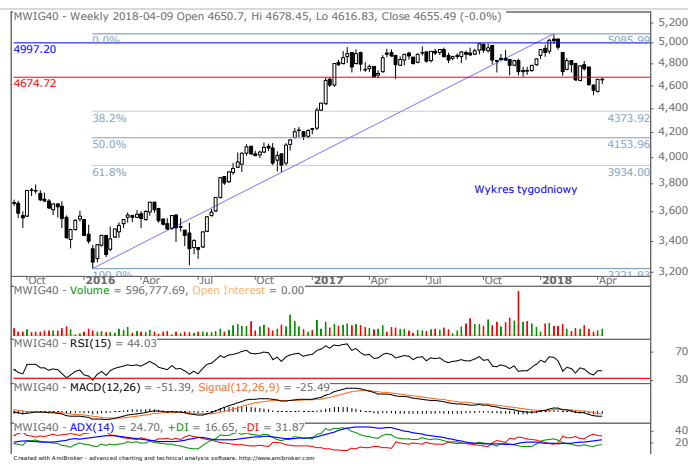 MWIG40 - Weekly 2018-04-09 Open 4650.7, Hi 4678.45, Lo 4616.83, Close 4655.49 (-0.0%)
0.0% 5085.99
5,200
5,000
4997.20
4,800
4674.72
4,600
4,400
38.2% 4373.92
4,200
50.0% 4153.96
4,000
61.8% 3934.00
3,800
Wykres tygodniowy
3,600
3,400
3,200
100.0% 3221.93
Oct 2016 Apr Jul Oct 2017 Apr Jul Oct 2018 Apr
MWIG40 - Volume = 596,777.69, Open Interest = 0.00
MWIG40 - RSI(15) = 44.03
70
30
MWIG40 - MACD(12,26) = -51.39, Signal(12,26,9) = -25.49
MWIG40 - ADX(14) = 24.70, +DI = 16.65, -DI = 31.87
40
20
Created with AmiBroker - advanced charting and technical analysis software. http://www.amibroker.com